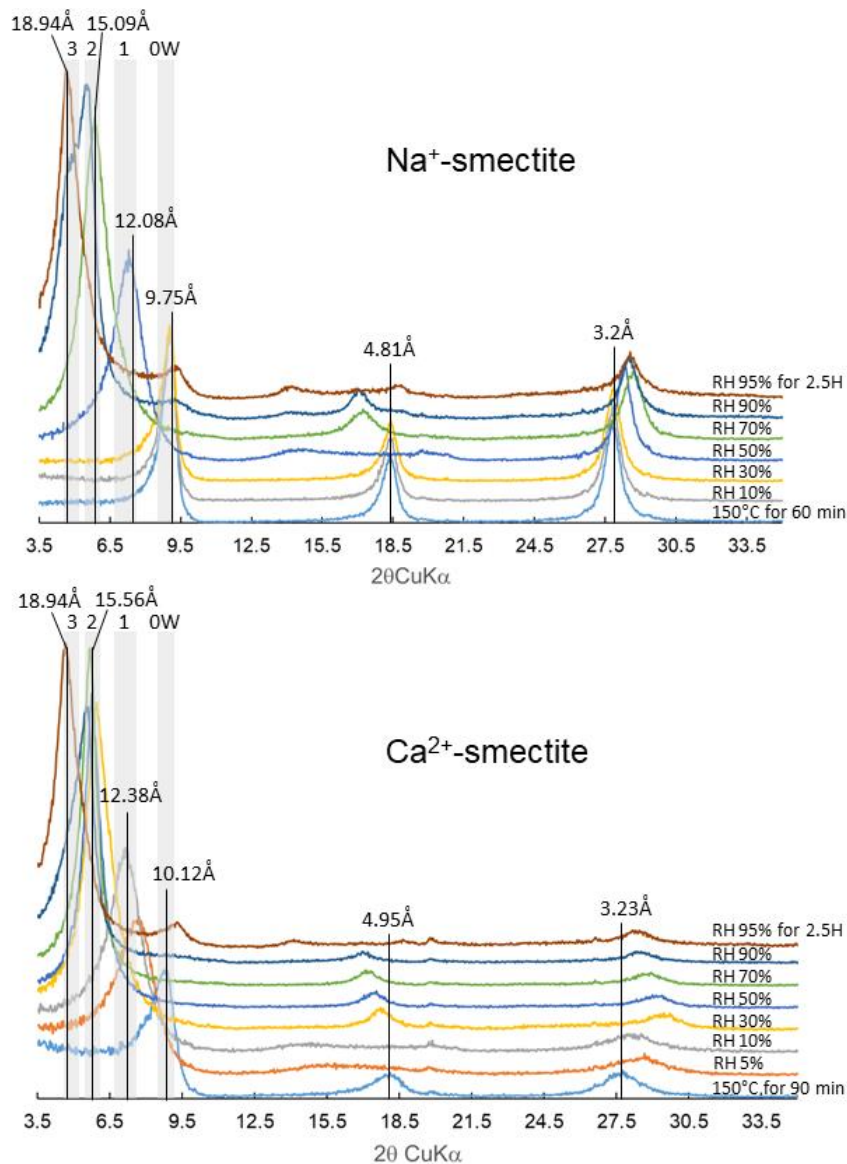 18.94Å 15.09Å
3 2 1 0W
Na⁺-smectite
12.08Å
9.75Å
4.81Å
3.2Å
RH 95% for 2.5H
RH 90%
RH 70%
RH 50%
RH 30%
RH 10%
150°C for 60 min
3.5 6.5 9.5 12.5 15.5 18.5 21.5 24.5 27.5 30.5 33.5
2θCuKα
18.94Å 15.56Å
3 2 1 0W
Ca²⁺-smectite
12.38Å
10.12Å
4.95Å
3.23Å
RH 95% for 2.5H
RH 90%
RH 70%
RH 50%
RH 30%
RH 10%
RH 5%
150°C,for 90 min
3.5 6.5 9.5 12.5 15.5 18.5 21.5 24.5 27.5 30.5 33.5
2θ CuKα